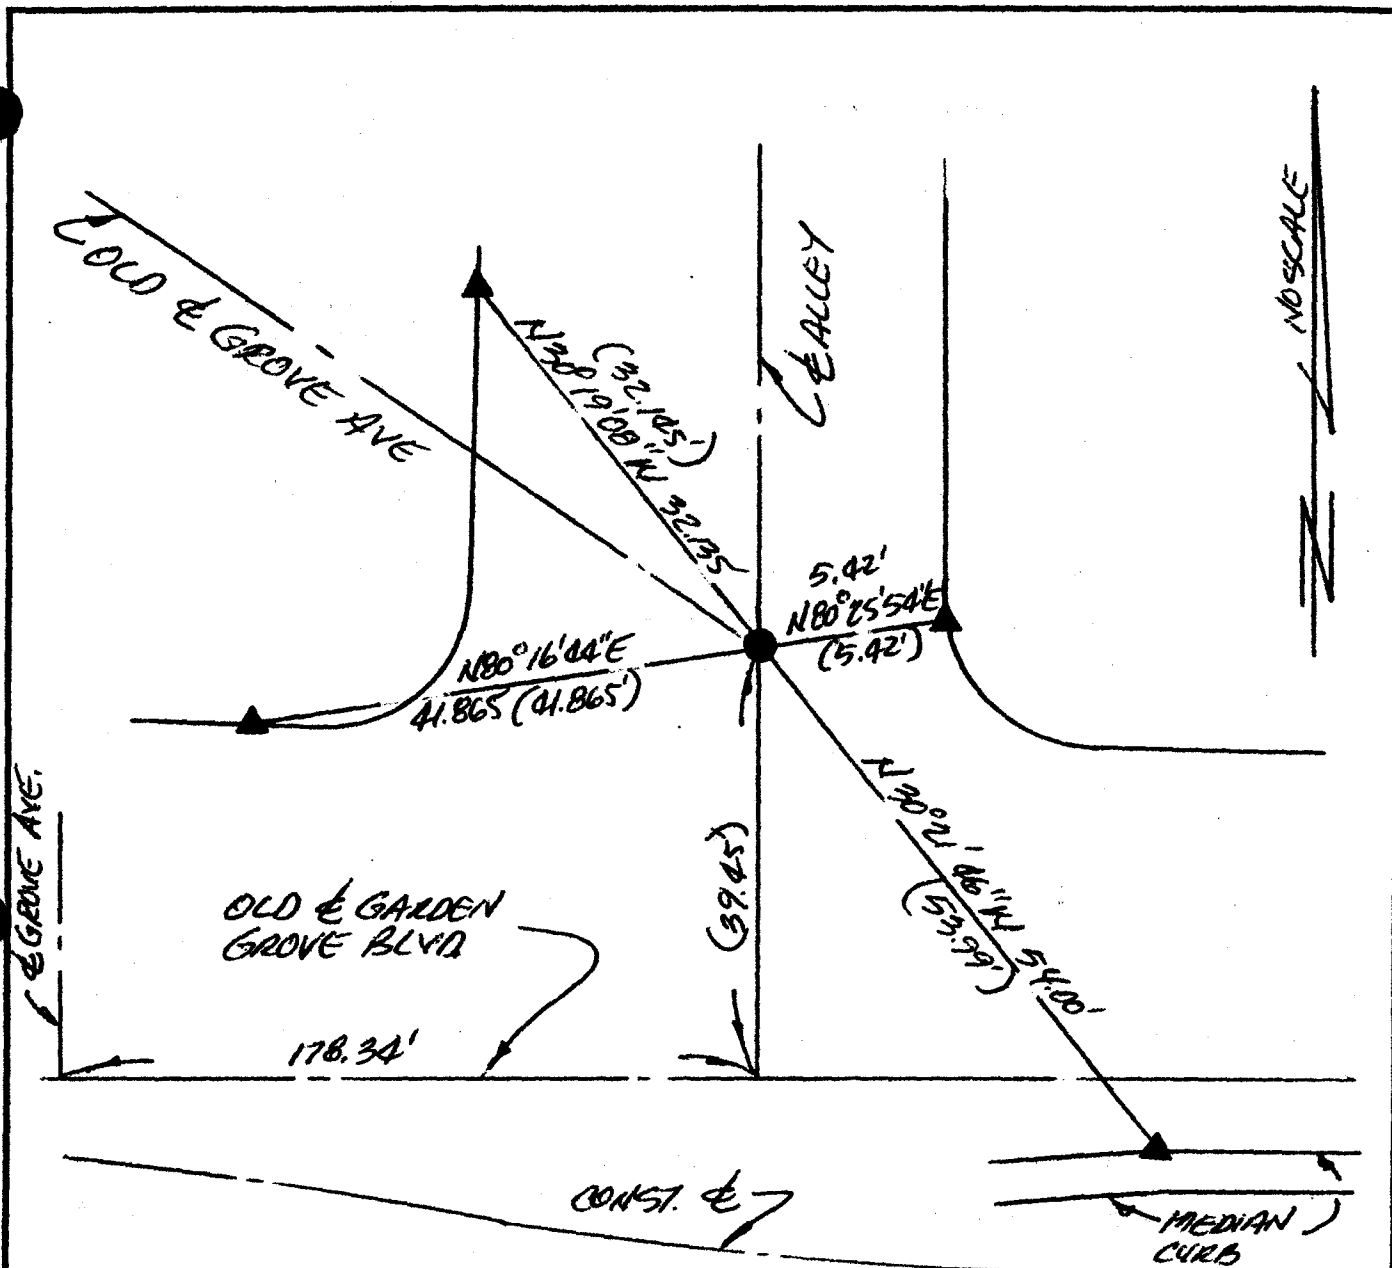 NO SCALE
℄ ALLEY
OLD ℄ GROVE AVE
(32.145')
19'08"W 32.135
5.42'
N80°25'54"E
(5.42')
N80°16'44"E
41.865 (41.865')
N30°21'46"W 54.00'
(53.99')
(39.45')
℄ GROVE AVE.
OLD ℄ GARDEN
GROVE BLVD
178.34'
CONST. ℄
MEDIAN
CURB